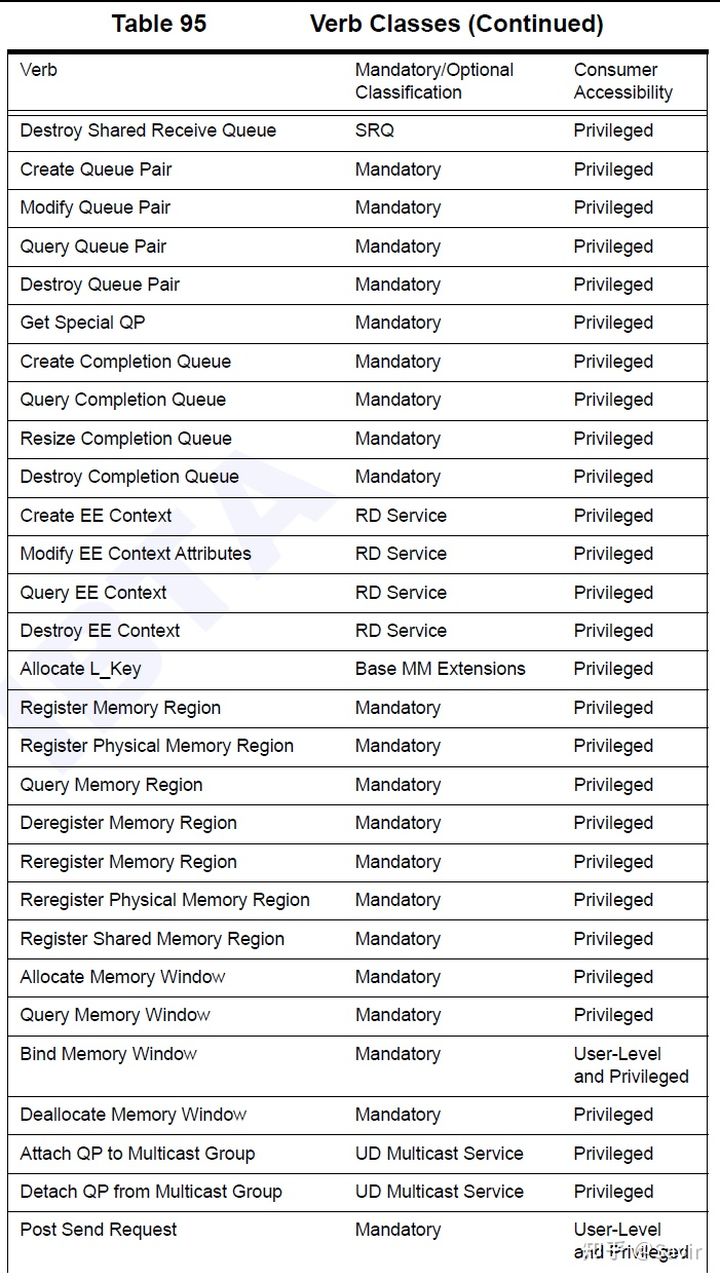 Table 95 Verb Classes (Continued)
Verb Mandatory/Optional Classification Consumer Accessibility
Destroy Shared Receive Queue SRQ Privileged
Create Queue Pair Mandatory Privileged
Modify Queue Pair Mandatory Privileged
Query Queue Pair Mandatory Privileged
Destroy Queue Pair Mandatory Privileged
Get Special QP Mandatory Privileged
Create Completion Queue Mandatory Privileged
Query Completion Queue Mandatory Privileged
Resize Completion Queue Mandatory Privileged
Destroy Completion Queue Mandatory Privileged
Create EE Context RD Service Privileged
Modify EE Context Attributes RD Service Privileged
Query EE Context RD Service Privileged
Destroy EE Context RD Service Privileged
Allocate L_Key Base MM Extensions Privileged
Register Memory Region Mandatory Privileged
Register Physical Memory Region Mandatory Privileged
Query Memory Region Mandatory Privileged
Deregister Memory Region Mandatory Privileged
Reregister Memory Region Mandatory Privileged
Reregister Physical Memory Region Mandatory Privileged
Register Shared Memory Region Mandatory Privileged
Allocate Memory Window Mandatory Privileged
Query Memory Window Mandatory Privileged
Bind Memory Window Mandatory User-Level and Privileged
Deallocate Memory Window Mandatory Privileged
Attach QP to Multicast Group UD Multicast Service Privileged
Detach QP from Multicast Group UD Multicast Service Privileged
Post Send Request Mandatory User-Level and Privileged
IBTA